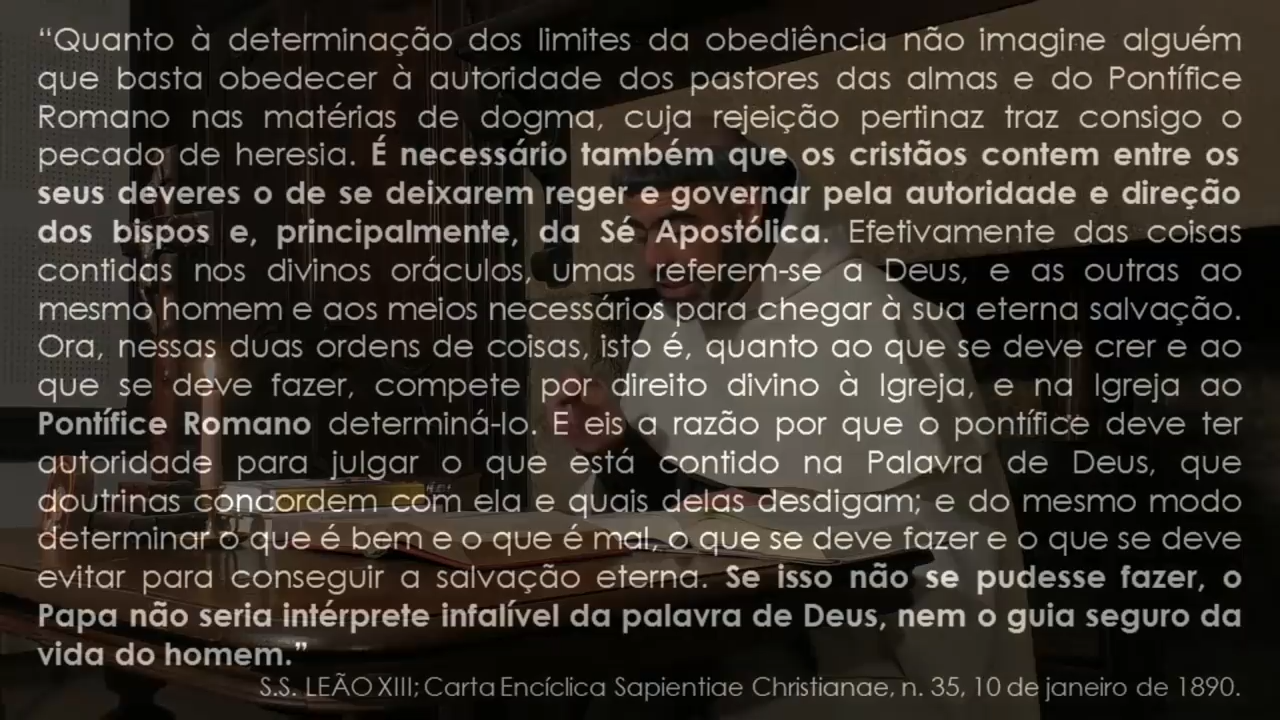 “Quanto à determinação dos limites da obediência não imagine alguém
que basta obedecer à autoridade dos pastores das almas e do Pontífice
Romano nas matérias de dogma, cuja rejeição pertinaz traz consigo o
pecado de heresia. É necessário também que os cristãos contem entre os
seus deveres o de se deixarem reger e governar pela autoridade e direção
dos bispos e, principalmente, da Sé Apostólica. Efetivamente das coisas
contidas nos divinos oráculos, umas referem-se a Deus, e as outras ao
mesmo homem e aos meios necessários para chegar à sua eterna salvação.
Ora, nessas duas ordens de coisas, isto é, quanto ao que se deve crer e ao
que se deve fazer, compete por direito divino à Igreja, e na Igreja ao
Pontífice Romano determiná-lo. E eis a razão por que o pontífice deve ter
autoridade para julgar o que está contido na Palavra de Deus, que
doutrinas concordem com ela e quais delas desdigam; e do mesmo modo
determinar o que é bem e o que é mal, o que se deve fazer e o que se deve
evitar para conseguir a salvação eterna. Se isso não se pudesse fazer, o
Papa não seria intérprete infalível da palavra de Deus, nem o guia seguro da
vida do homem.”
S.S. LEÃO XIII; Carta Encíclica Sapientiae Christianae, n. 35, 10 de janeiro de 1890.